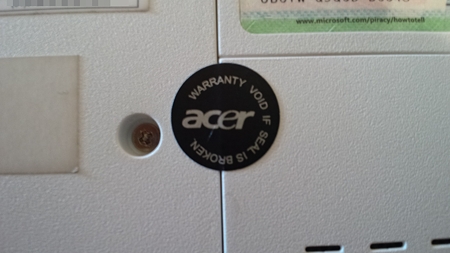 www.microsoft.com/piracy/howtotell
WARRANTY VOID IF SEAL IS BROKEN.
acer